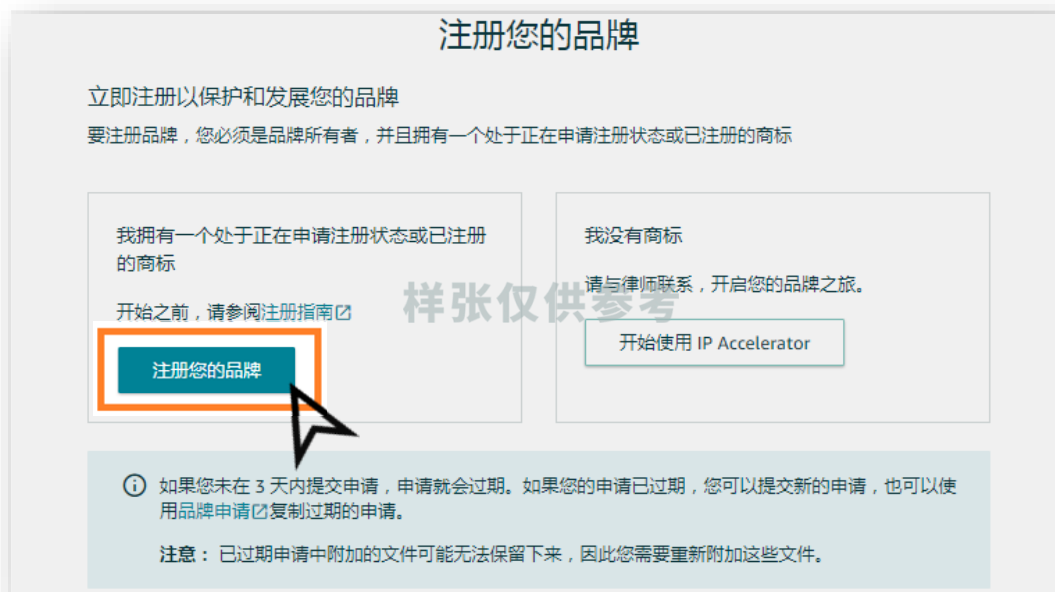 注册您的品牌
立即注册以保护和发展您的品牌
要注册品牌，您必须是品牌所有者，并且拥有一个处于正在申请注册状态或已注册的商标
我拥有一个处于正在申请注册状态或已注册
的商标
开始之前，请参阅注册指南
注册您的品牌
我没有商标
请与律师联系，开启您的品牌之旅。
开始使用 IP Accelerator
样张仅供参考
如果您未在 3 天内提交申请，申请就会过期。如果您的申请已过期，您可以提交新的申请，也可以使
用品牌申请复制过期的申请。
注意： 已过期申请中附加的文件可能无法保留下来，因此您需要重新附加这些文件。